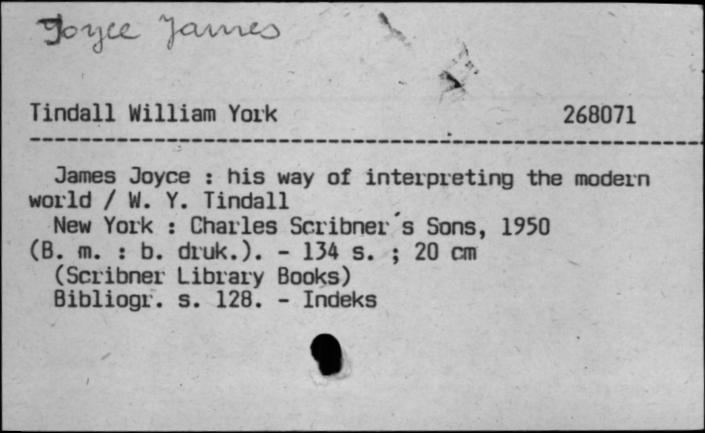 Joyce James
Tindall William York 268071
James Joyce : his way of interpreting the modern
world / W. Y. Tindall
New York : Charles Scribner's Sons, 1950
(B. m. : b. druk.). - 134 s. ; 20 cm
(Scribner Library Books)
Bibliogr. s. 128. - Indeks